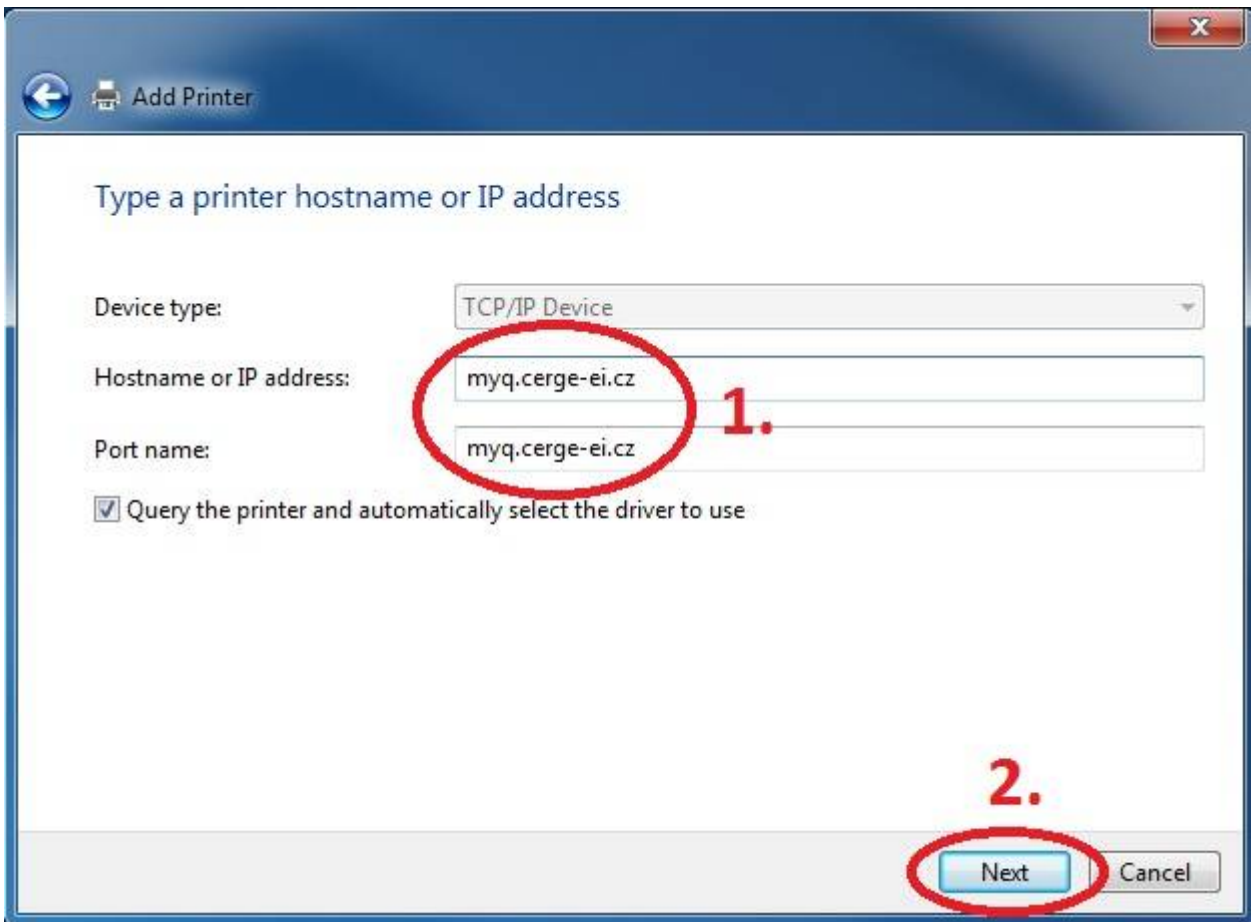 Add Printer
Type a printer hostname or IP address
Device type: TCP/IP Device
Hostname or IP address: myq.cerge-ei.cz
1.
Port name: myq.cerge-ei.cz
Query the printer and automatically select the driver to use
2.
Next Cancel